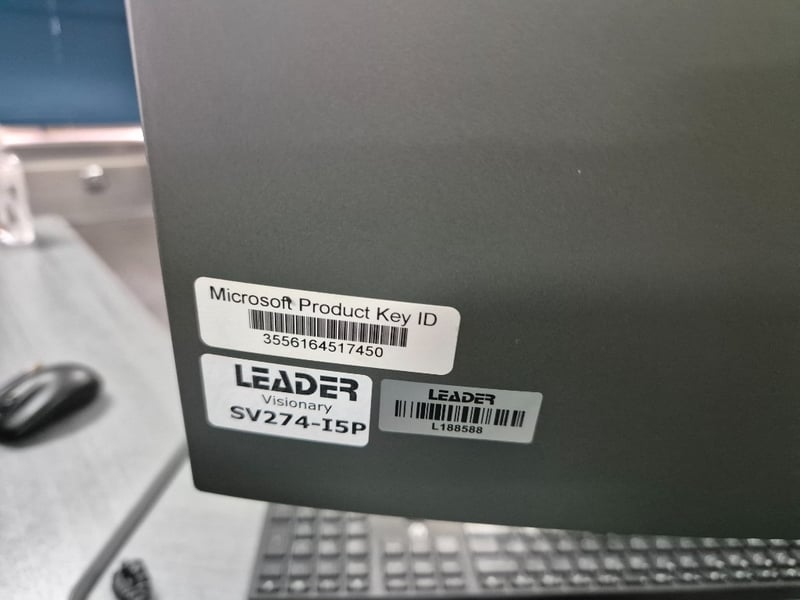 Microsoft Product Key ID
3556164517450
LEADER
Visionary
SV274-I5P
LEADER
L188588